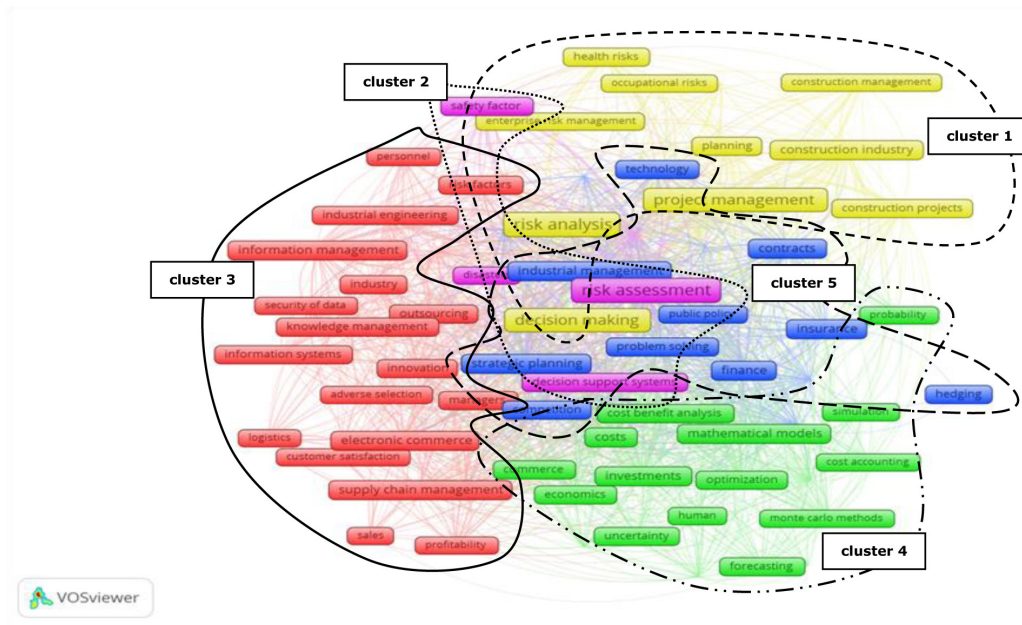 health risks
cluster 2
occupational risks
construction management
safety factor
enterprise risk management
cluster 1
planning
construction industry
personnel
technology
risk factors
project management
construction projects
industrial engineering
risk analysis
information management
contracts
cluster 3
disaster
industrial management
cluster 5
industry
risk assessment
security of data
outsourcing
public policy
probability
knowledge management
decision making
insurance
problem solving
information systems
strategic planning
innovation
finance
decision support systems
adverse selection
hedging
managers
competition
cost benefit analysis
simulation
logistics
electronic commerce
costs
mathematical models
customer satisfaction
commerce
cost accounting
investments
optimization
supply chain management
economics
human
monte carlo methods
sales
uncertainty
profitability
cluster 4
forecasting
VOSviewer